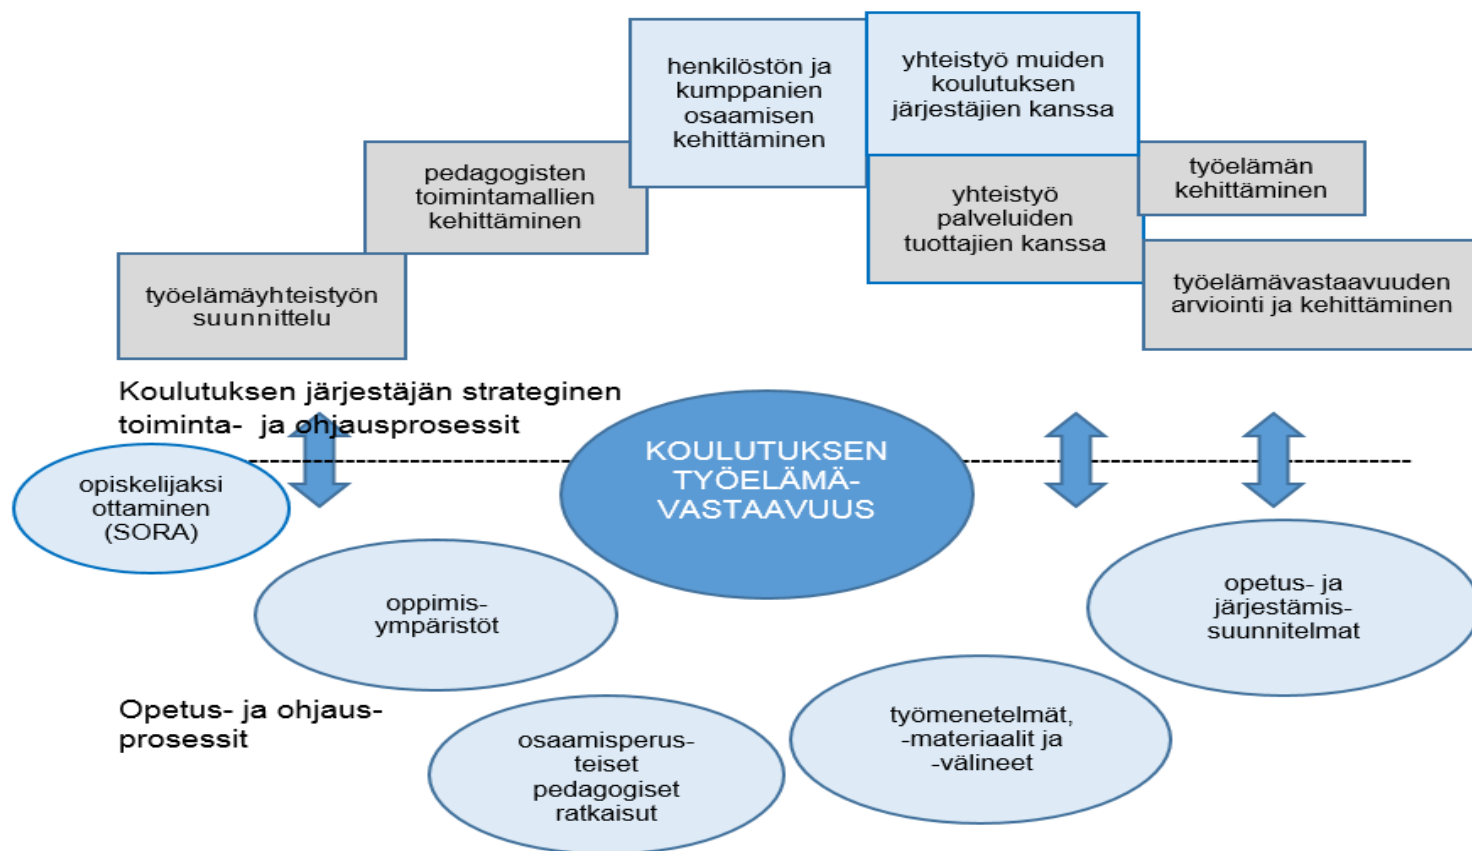 henkilöstön ja
kumppanien
osaamisen
kehittäminen
yhteistyö muiden
koulutuksen
järjestäjien kanssa
pedagogisten
toimintamallien
kehittäminen
yhteistyö
palveluiden
tuottajien kanssa
työelämän
kehittäminen
työelämäyhteistyön
suunnittelu
työelämävastaavuuden
arviointi ja kehittäminen
Koulutuksen järjestäjän strateginen
toiminta- ja ohjausprosessit
KOULUTUKSEN
TYÖELÄMÄ-
VASTAAVUUS
opiskelijaksi
ottaminen
(SORA)
oppimis-
ympäristöt
opetus- ja
järjestämis-
suunnitelmat
Opetus- ja ohjaus-
prosessit
osaamisperus-
teiset
pedagogiset
ratkaisut
työmenetelmät,
-materiaalit ja
-välineet